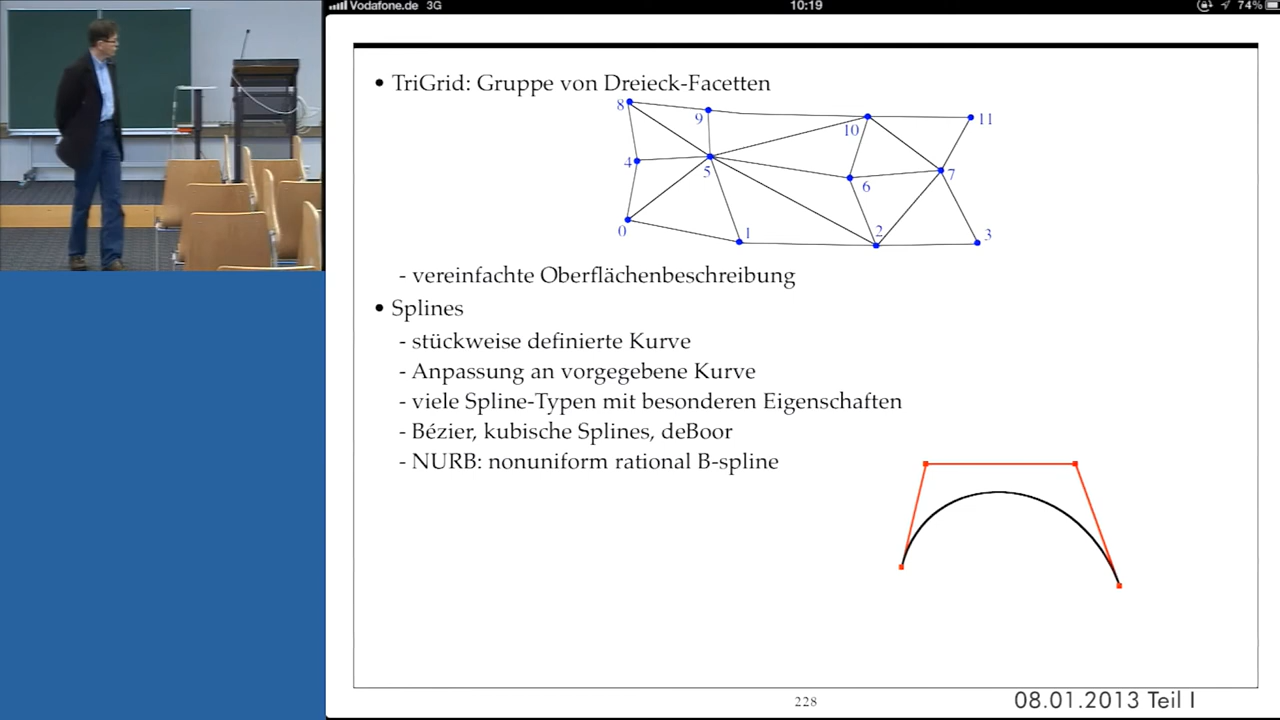 Vodafone.de 3G 10:19 74%
• TriGrid: Gruppe von Dreieck-Facetten
8 9 10 11
4 5 6 7
0 1 2 3
- vereinfachte Oberflächenbeschreibung
• Splines
- stückweise definierte Kurve
- Anpassung an vorgegebene Kurve
- viele Spline-Typen mit besonderen Eigenschaften
- Bézier, kubische Splines, deBoor
- NURB: nonuniform rational B-spline
228
08.01.2013 Teil I